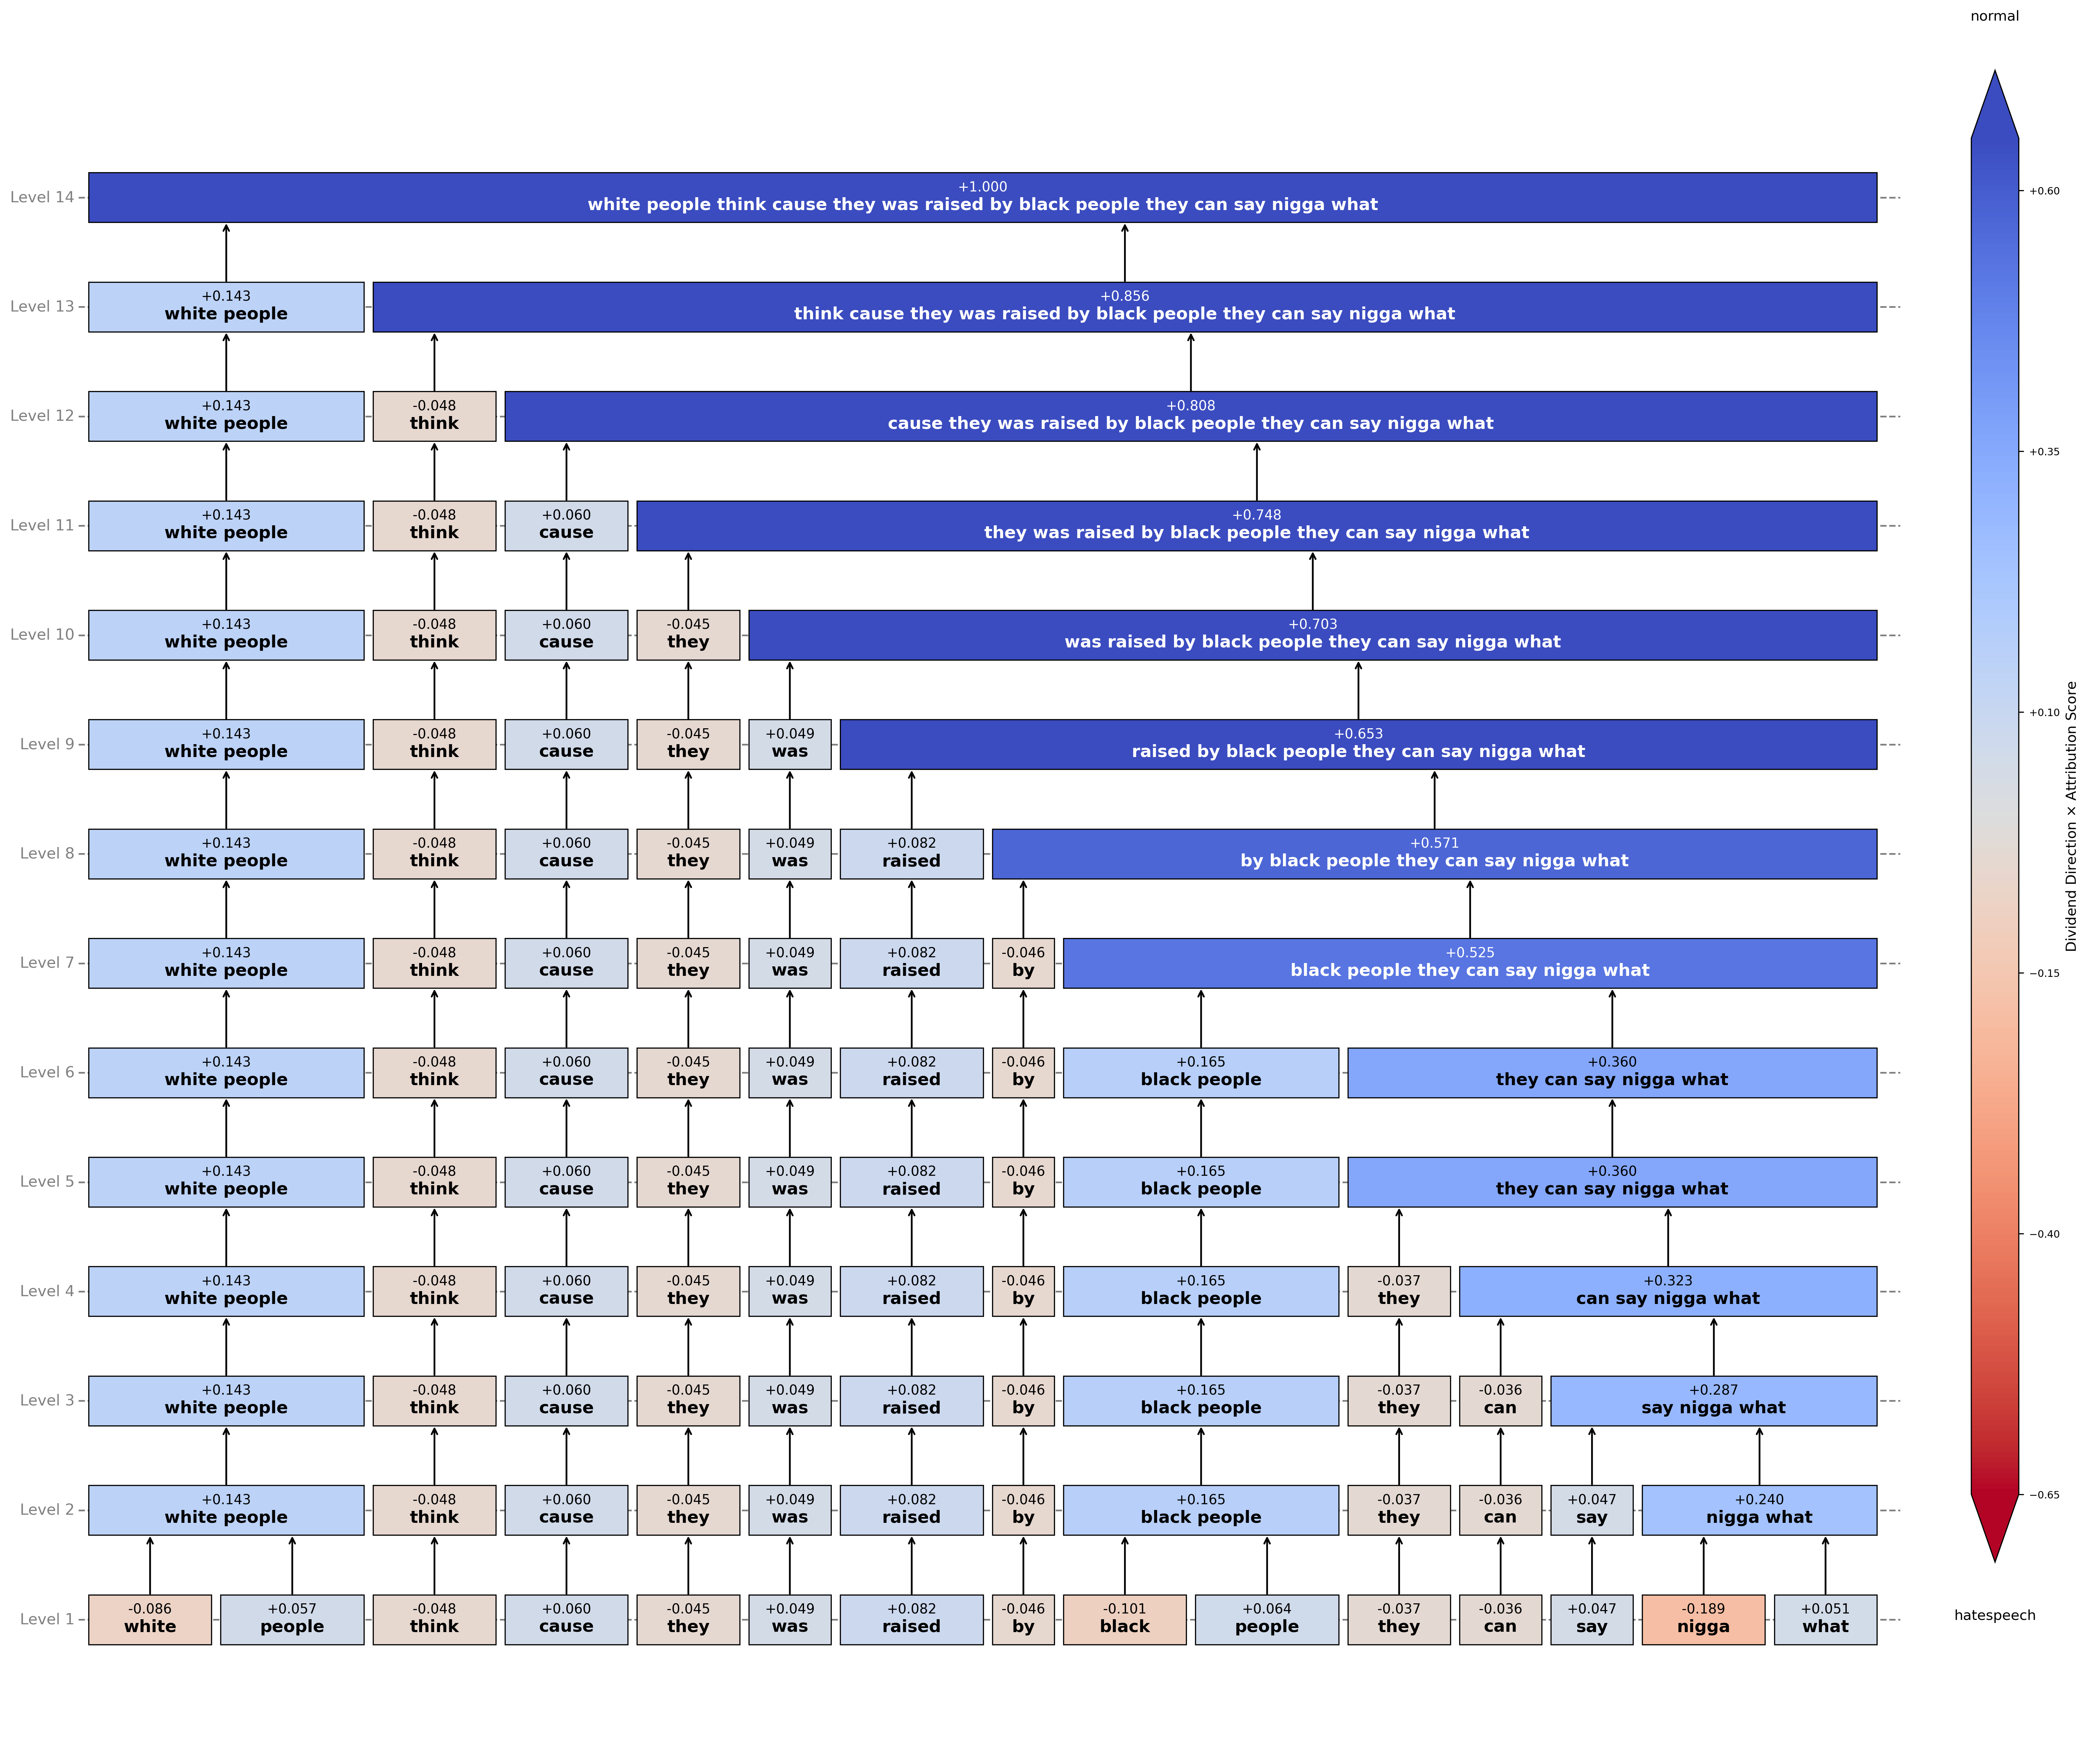 normal
Level 14
+1.000
white people think cause they was raised by black people they can say nigga what
Level 13
+0.143
white people
+0.856
think cause they was raised by black people they can say nigga what
Level 12
+0.143
white people
-0.048
think
+0.808
cause they was raised by black people they can say nigga what
Level 11
+0.143
white people
-0.048
think
+0.060
cause
+0.748
they was raised by black people they can say nigga what
Level 10
+0.143
white people
-0.048
think
+0.060
cause
-0.045
they
+0.703
was raised by black people they can say nigga what
Level 9
+0.143
white people
-0.048
think
+0.060
cause
-0.045
they
+0.049
was
+0.653
raised by black people they can say nigga what
Level 8
+0.143
white people
-0.048
think
+0.060
cause
-0.045
they
+0.049
was
+0.082
raised
+0.571
by black people they can say nigga what
Level 7
+0.143
white people
-0.048
think
+0.060
cause
-0.045
they
+0.049
was
+0.082
raised
-0.046
by
+0.525
black people they can say nigga what
Level 6
+0.143
white people
-0.048
think
+0.060
cause
-0.045
they
+0.049
was
+0.082
raised
-0.046
by
+0.165
black people
+0.360
they can say nigga what
Level 5
+0.143
white people
-0.048
think
+0.060
cause
-0.045
they
+0.049
was
+0.082
raised
-0.046
by
+0.165
black people
+0.360
they can say nigga what
Level 4
+0.143
white people
-0.048
think
+0.060
cause
-0.045
they
+0.049
was
+0.082
raised
-0.046
by
+0.165
black people
-0.037
they
+0.323
can say nigga what
Level 3
+0.143
white people
-0.048
think
+0.060
cause
-0.045
they
+0.049
was
+0.082
raised
-0.046
by
+0.165
black people
-0.037
they
-0.036
can
+0.287
say nigga what
Level 2
+0.143
white people
-0.048
think
+0.060
cause
-0.045
they
+0.049
was
+0.082
raised
-0.046
by
+0.165
black people
-0.037
they
-0.036
can
+0.047
say
+0.240
nigga what
Level 1
-0.086
white
+0.057
people
-0.048
think
+0.060
cause
-0.045
they
+0.049
was
+0.082
raised
-0.046
by
-0.101
black
+0.064
people
-0.037
they
-0.036
can
+0.047
say
-0.189
nigga
+0.051
what
+0.60
+0.35
+0.10
−0.15
−0.40
−0.65
Dividend Direction × Attribution Score
hatespeech